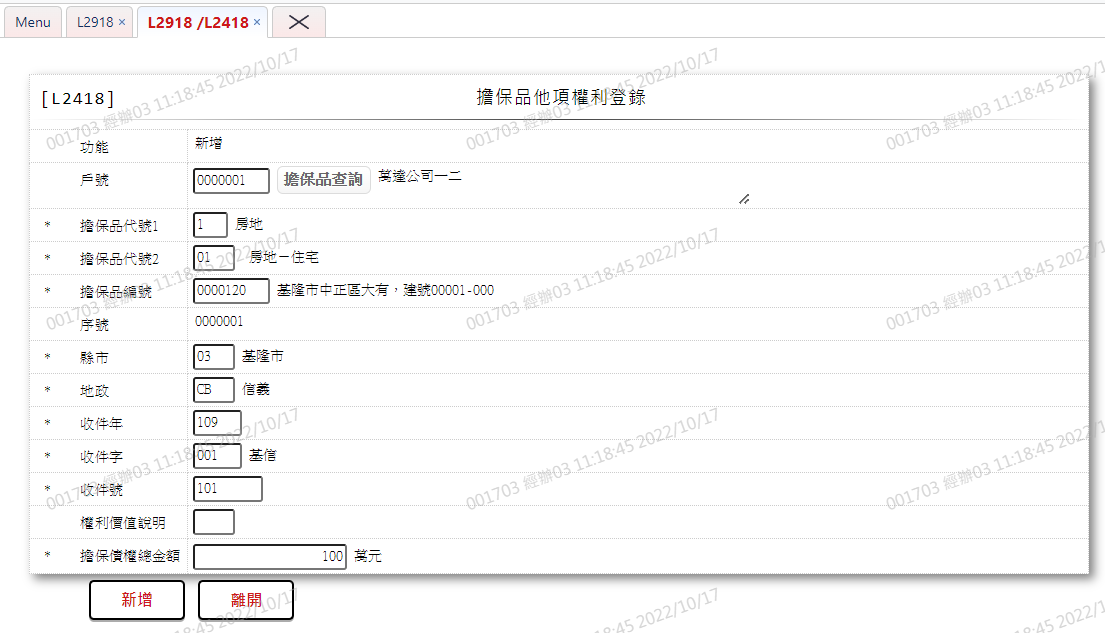 Menu L2918 × L2918 /L2418 ×
[L2418] 擔保品他項權利登錄
功能 新增
戶號 0000001 擔保品查詢 萬達公司一二
* 擔保品代號1 1 房地
* 擔保品代號2 01 房地－住宅
* 擔保品編號 0000120 基隆市中正區大有，建號00001-000
序號 0000001
* 縣市 03 基隆市
* 地政 CB 信義
* 收件年 109
* 收件字 001 基信
* 收件號 101
權利價值說明
* 擔保債權總金額 100 萬元
新增 離開
001703 經辦03 11:18:45 2022/10/17